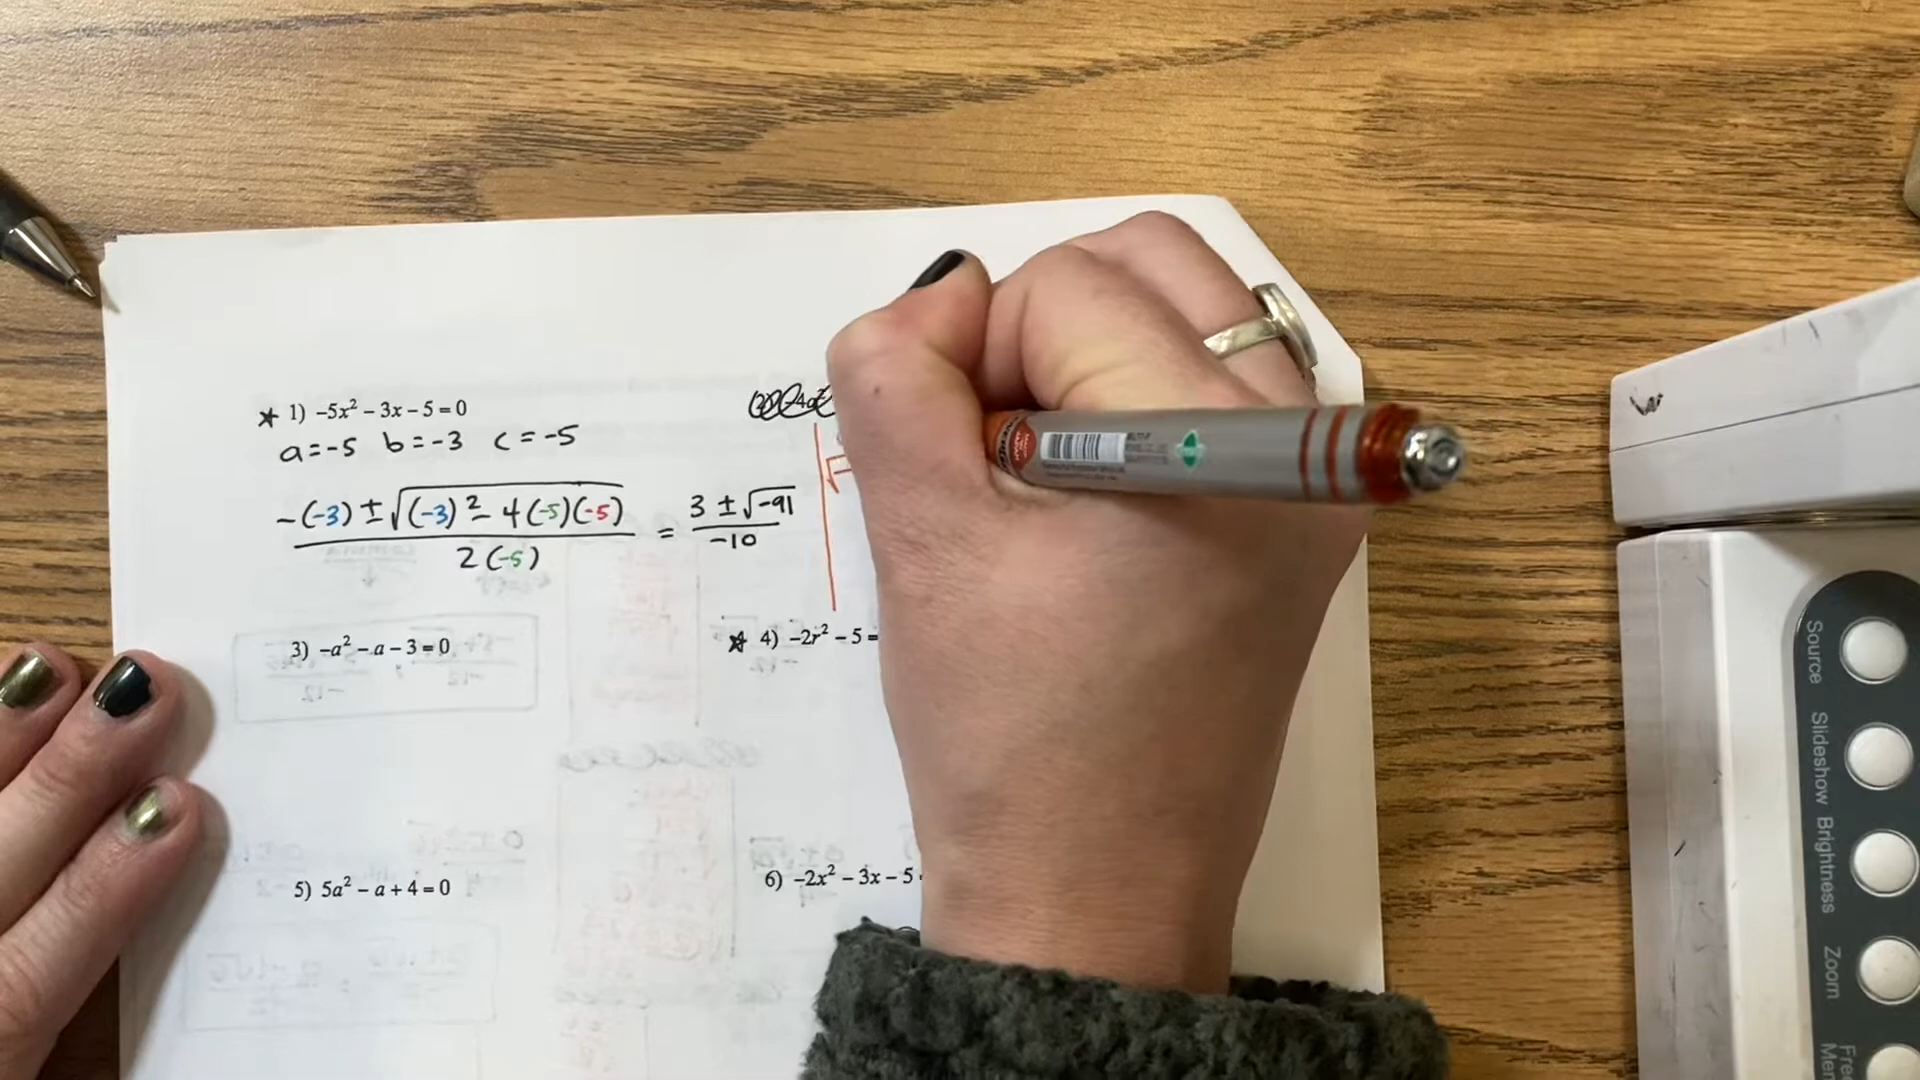 1) -5x² - 3x - 5 = 0
a = -5 b = -3 c = -5
-(-3) ± √(-3)² - 4(-5)(-5) = 3 ± √-91
2(-5) -10
3) -a² - a - 3 = 0
4) -2r² - 5 =
5) 5a² - a + 4 = 0
6) -2x² - 3x - 5
Source
Slideshow
Brightness
Zoom